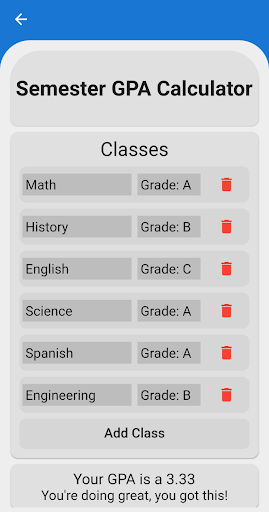 Semester GPA Calculator
Classes
Math Grade: A
History Grade: B
English Grade: C
Science Grade: A
Spanish Grade: A
Engineering Grade: B
Add Class
Your GPA is a 3.33
You're doing great, you got this!